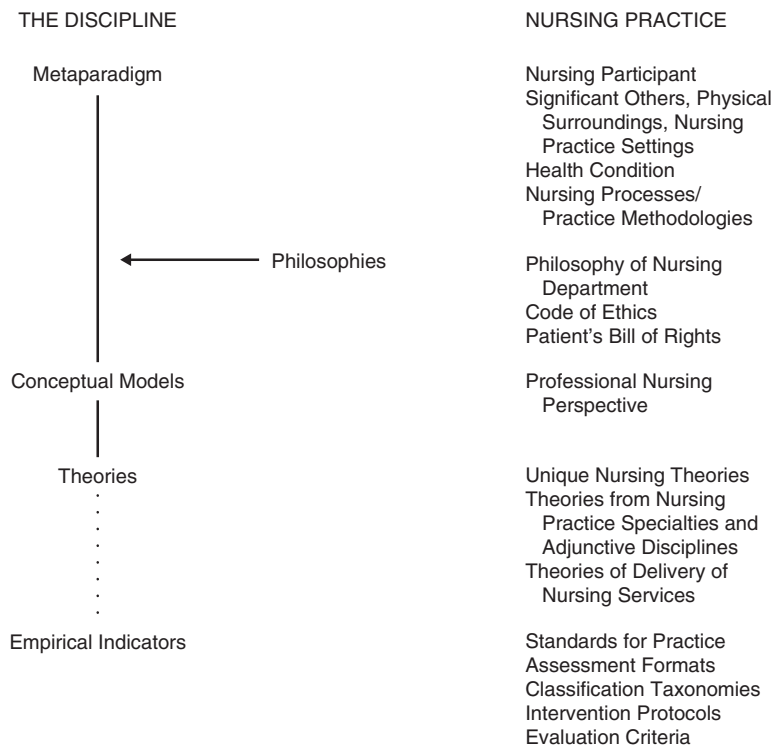 THE DISCIPLINE
NURSING PRACTICE
Metaparadigm
Nursing Participant
Significant Others, Physical
Surroundings, Nursing
Practice Settings
Health Condition
Nursing Processes/
Practice Methodologies
Philosophies
Philosophy of Nursing
Department
Code of Ethics
Patient’s Bill of Rights
Conceptual Models
Professional Nursing
Perspective
Theories
Unique Nursing Theories
Theories from Nursing
Practice Specialties and
Adjunctive Disciplines
Theories of Delivery of
Nursing Services
Empirical Indicators
Standards for Practice
Assessment Formats
Classification Taxonomies
Intervention Protocols
Evaluation Criteria